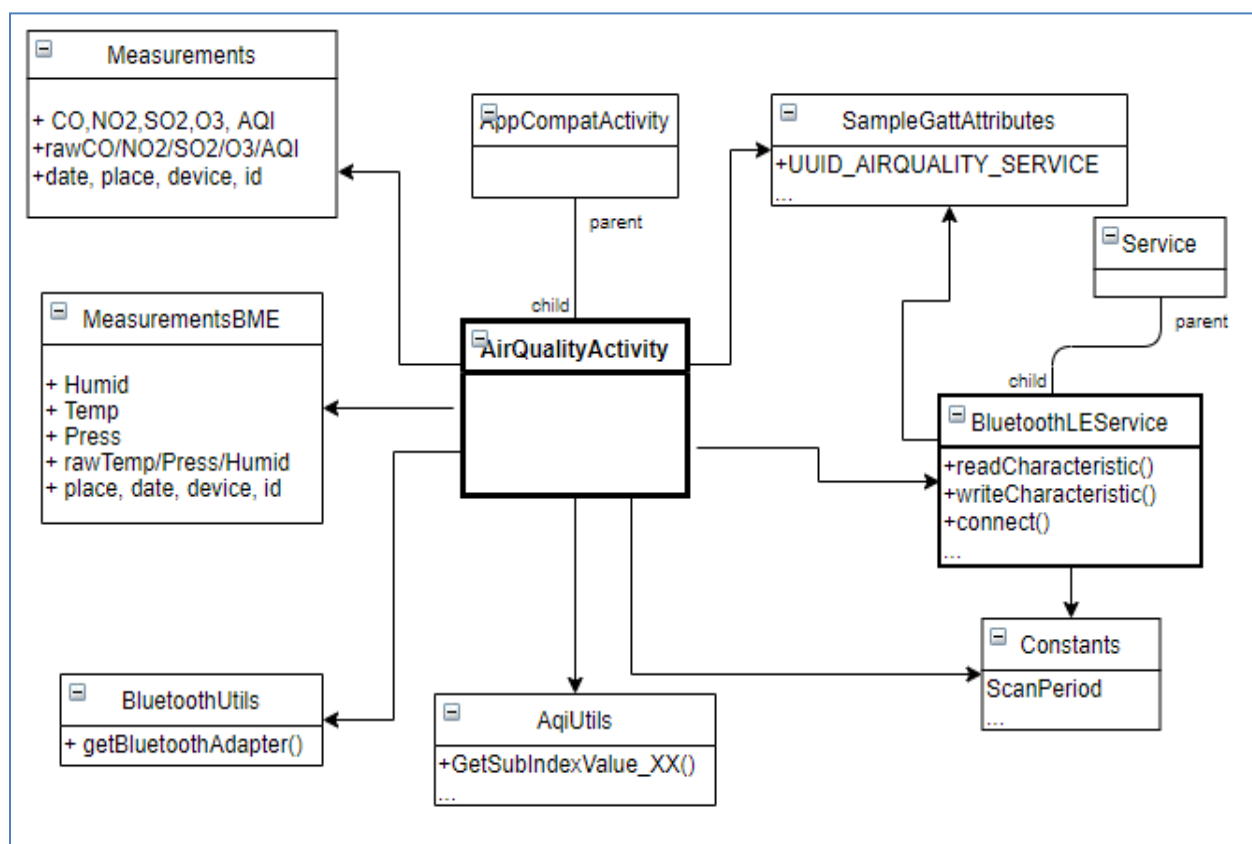 Measurements
+ CO,NO2,SO2,O3, AQI
+rawCO/NO2/SO2/O3/AQI
+date, place, device, id
AppCompatActivity
parent
child
SampleGattAttributes
+UUID_AIRQUALITY_SERVICE
...
Service
parent
child
MeasurementsBME
+ Humid
+ Temp
+ Press
+ rawTemp/Press/Humid
+ place, date, device, id
AirQualityActivity
BluetoothLEService
+readCharacteristic()
+writeCharacteristic()
+connect()
...
BluetoothUtils
+ getBluetoothAdapter()
AqiUtils
+GetSubIndexValue_XX()
...
Constants
ScanPeriod
...